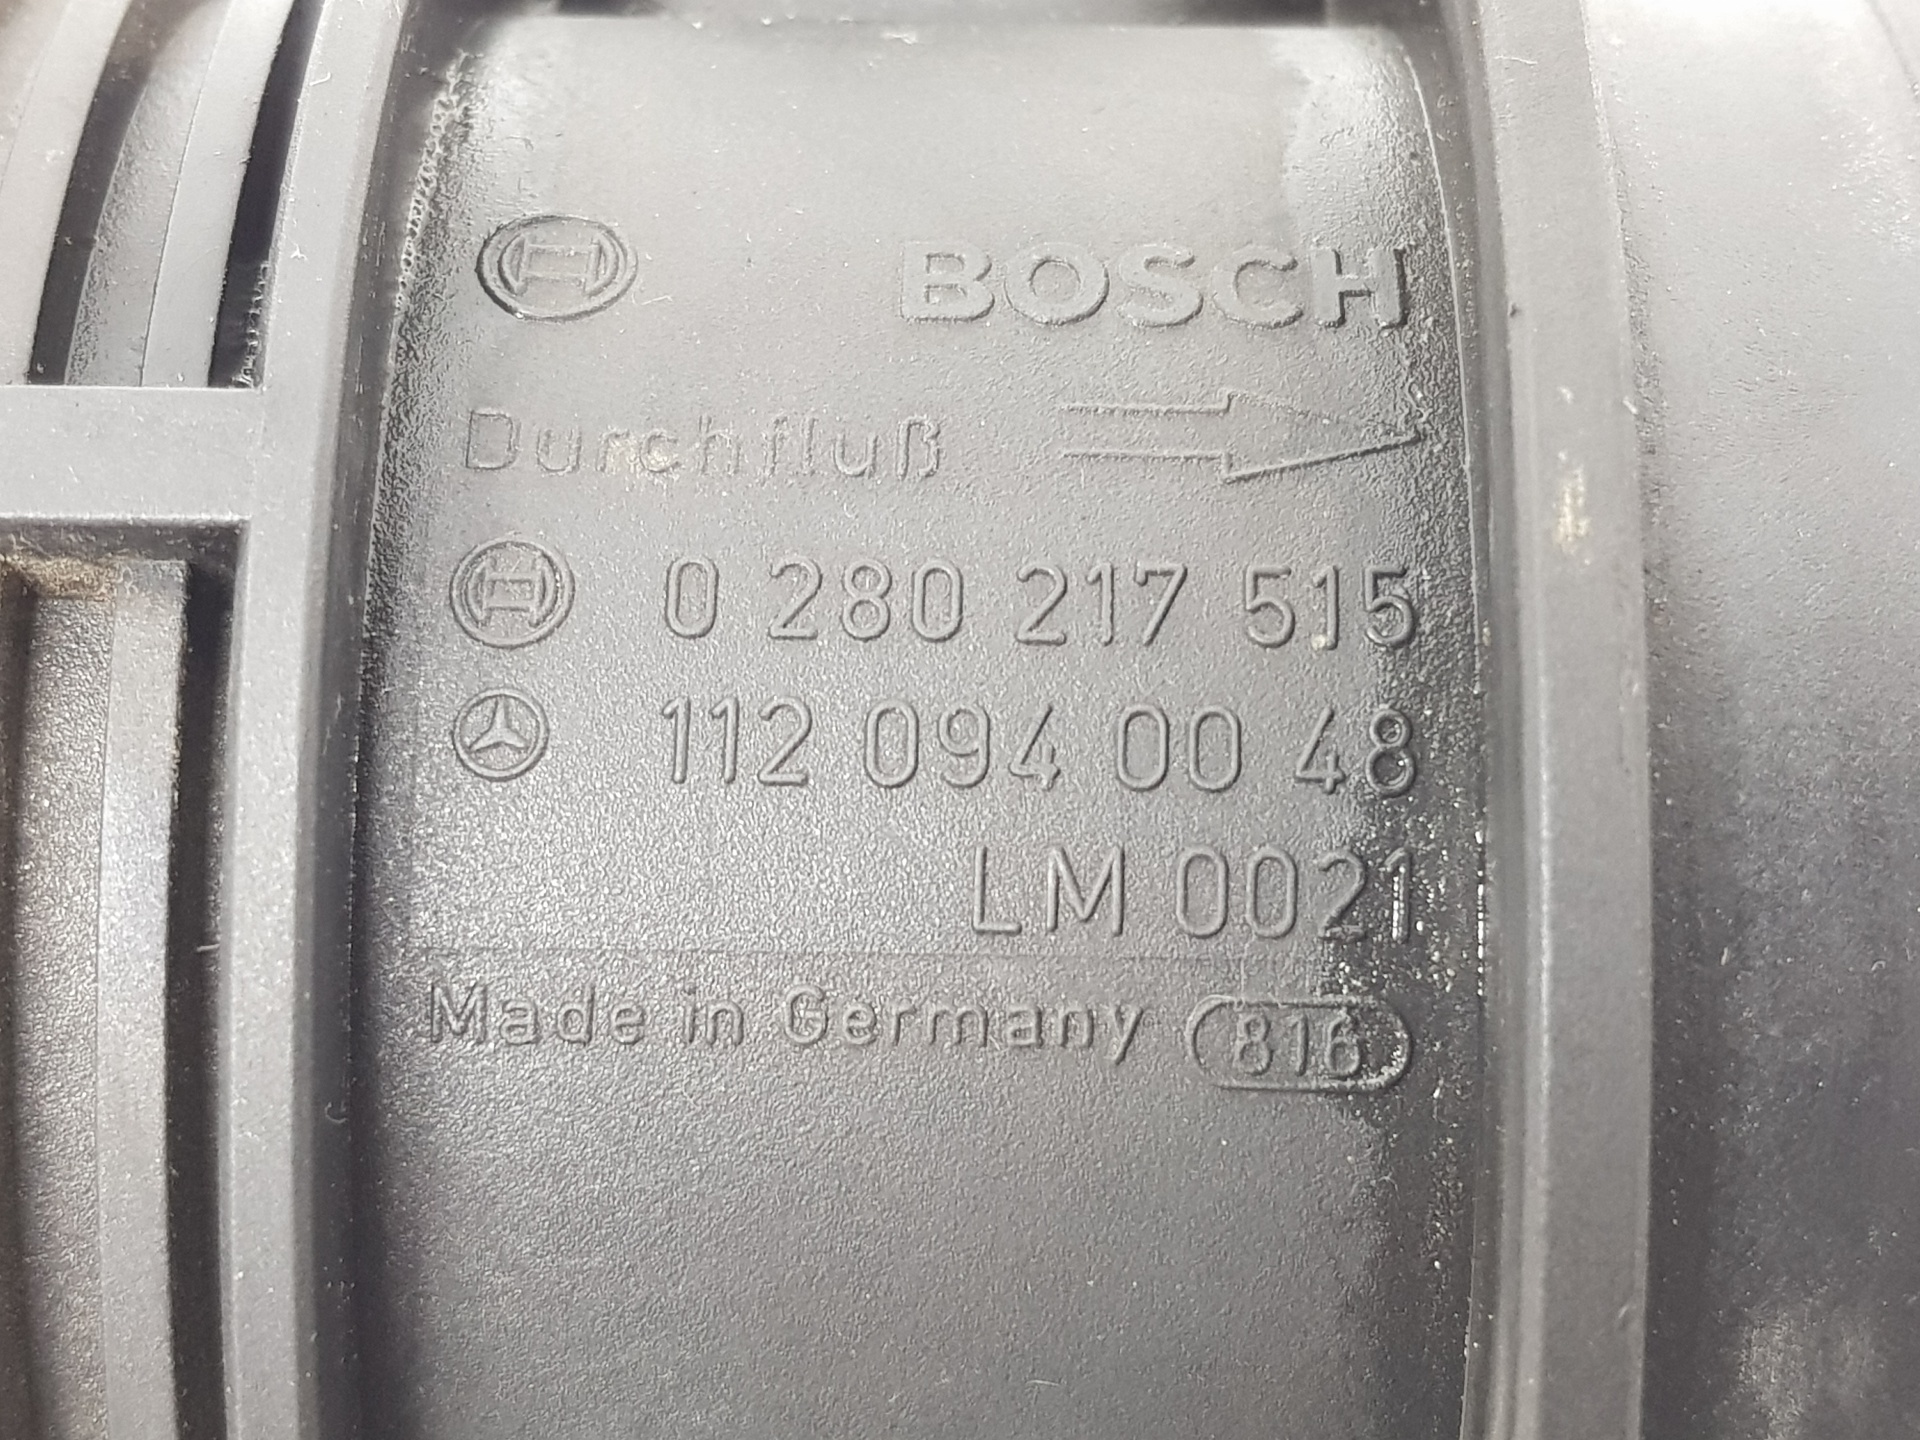 BOSCH
Durchfluß
0 280 217 515
112 094 00 48
LM 0021
Made in Germany 816